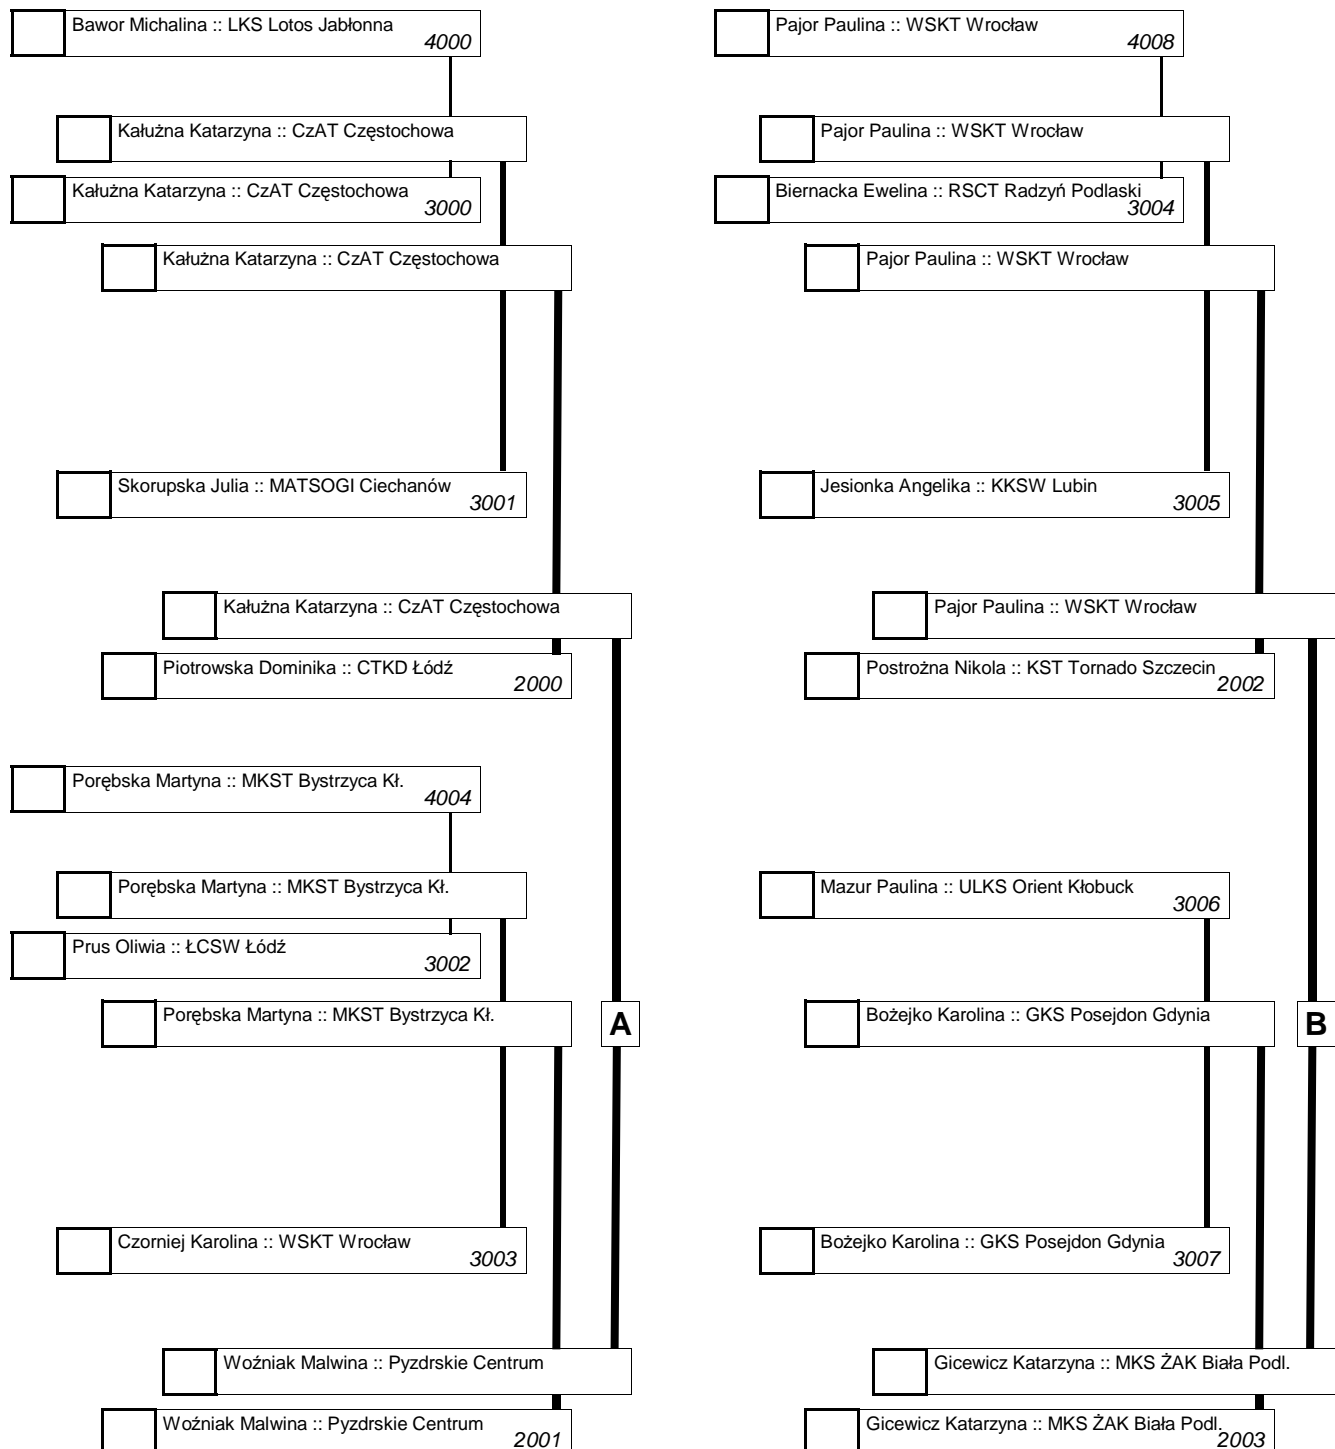 Bawor Michalina :: LKS Lotos Jabłonna
4000
Kałużna Katarzyna :: CzAT Częstochowa
Kałużna Katarzyna :: CzAT Częstochowa
3000
Kałużna Katarzyna :: CzAT Częstochowa
Skorupska Julia :: MATSOGI Ciechanów
3001
Kałużna Katarzyna :: CzAT Częstochowa
Piotrowska Dominika :: CTKD Łódź
2000
Porębska Martyna :: MKST Bystrzyca Kł.
4004
Porębska Martyna :: MKST Bystrzyca Kł.
Prus Oliwia :: ŁCSW Łódź
3002
Porębska Martyna :: MKST Bystrzyca Kł.
A
Czorniej Karolina :: WSKT Wrocław
3003
Woźniak Malwina :: Pyzdrskie Centrum
Woźniak Malwina :: Pyzdrskie Centrum
2001
Pajor Paulina :: WSKT Wrocław
4008
Pajor Paulina :: WSKT Wrocław
Biernacka Ewelina :: RSCT Radzyń Podlaski
3004
Pajor Paulina :: WSKT Wrocław
Jesionka Angelika :: KKSW Lubin
3005
Pajor Paulina :: WSKT Wrocław
Postrożna Nikola :: KST Tornado Szczecin
2002
Mazur Paulina :: ULKS Orient Kłobuck
3006
Bożejko Karolina :: GKS Posejdon Gdynia
B
Bożejko Karolina :: GKS Posejdon Gdynia
3007
Gicewicz Katarzyna :: MKS ŻAK Biała Podl.
Gicewicz Katarzyna :: MKS ŻAK Biała Podl.
2003